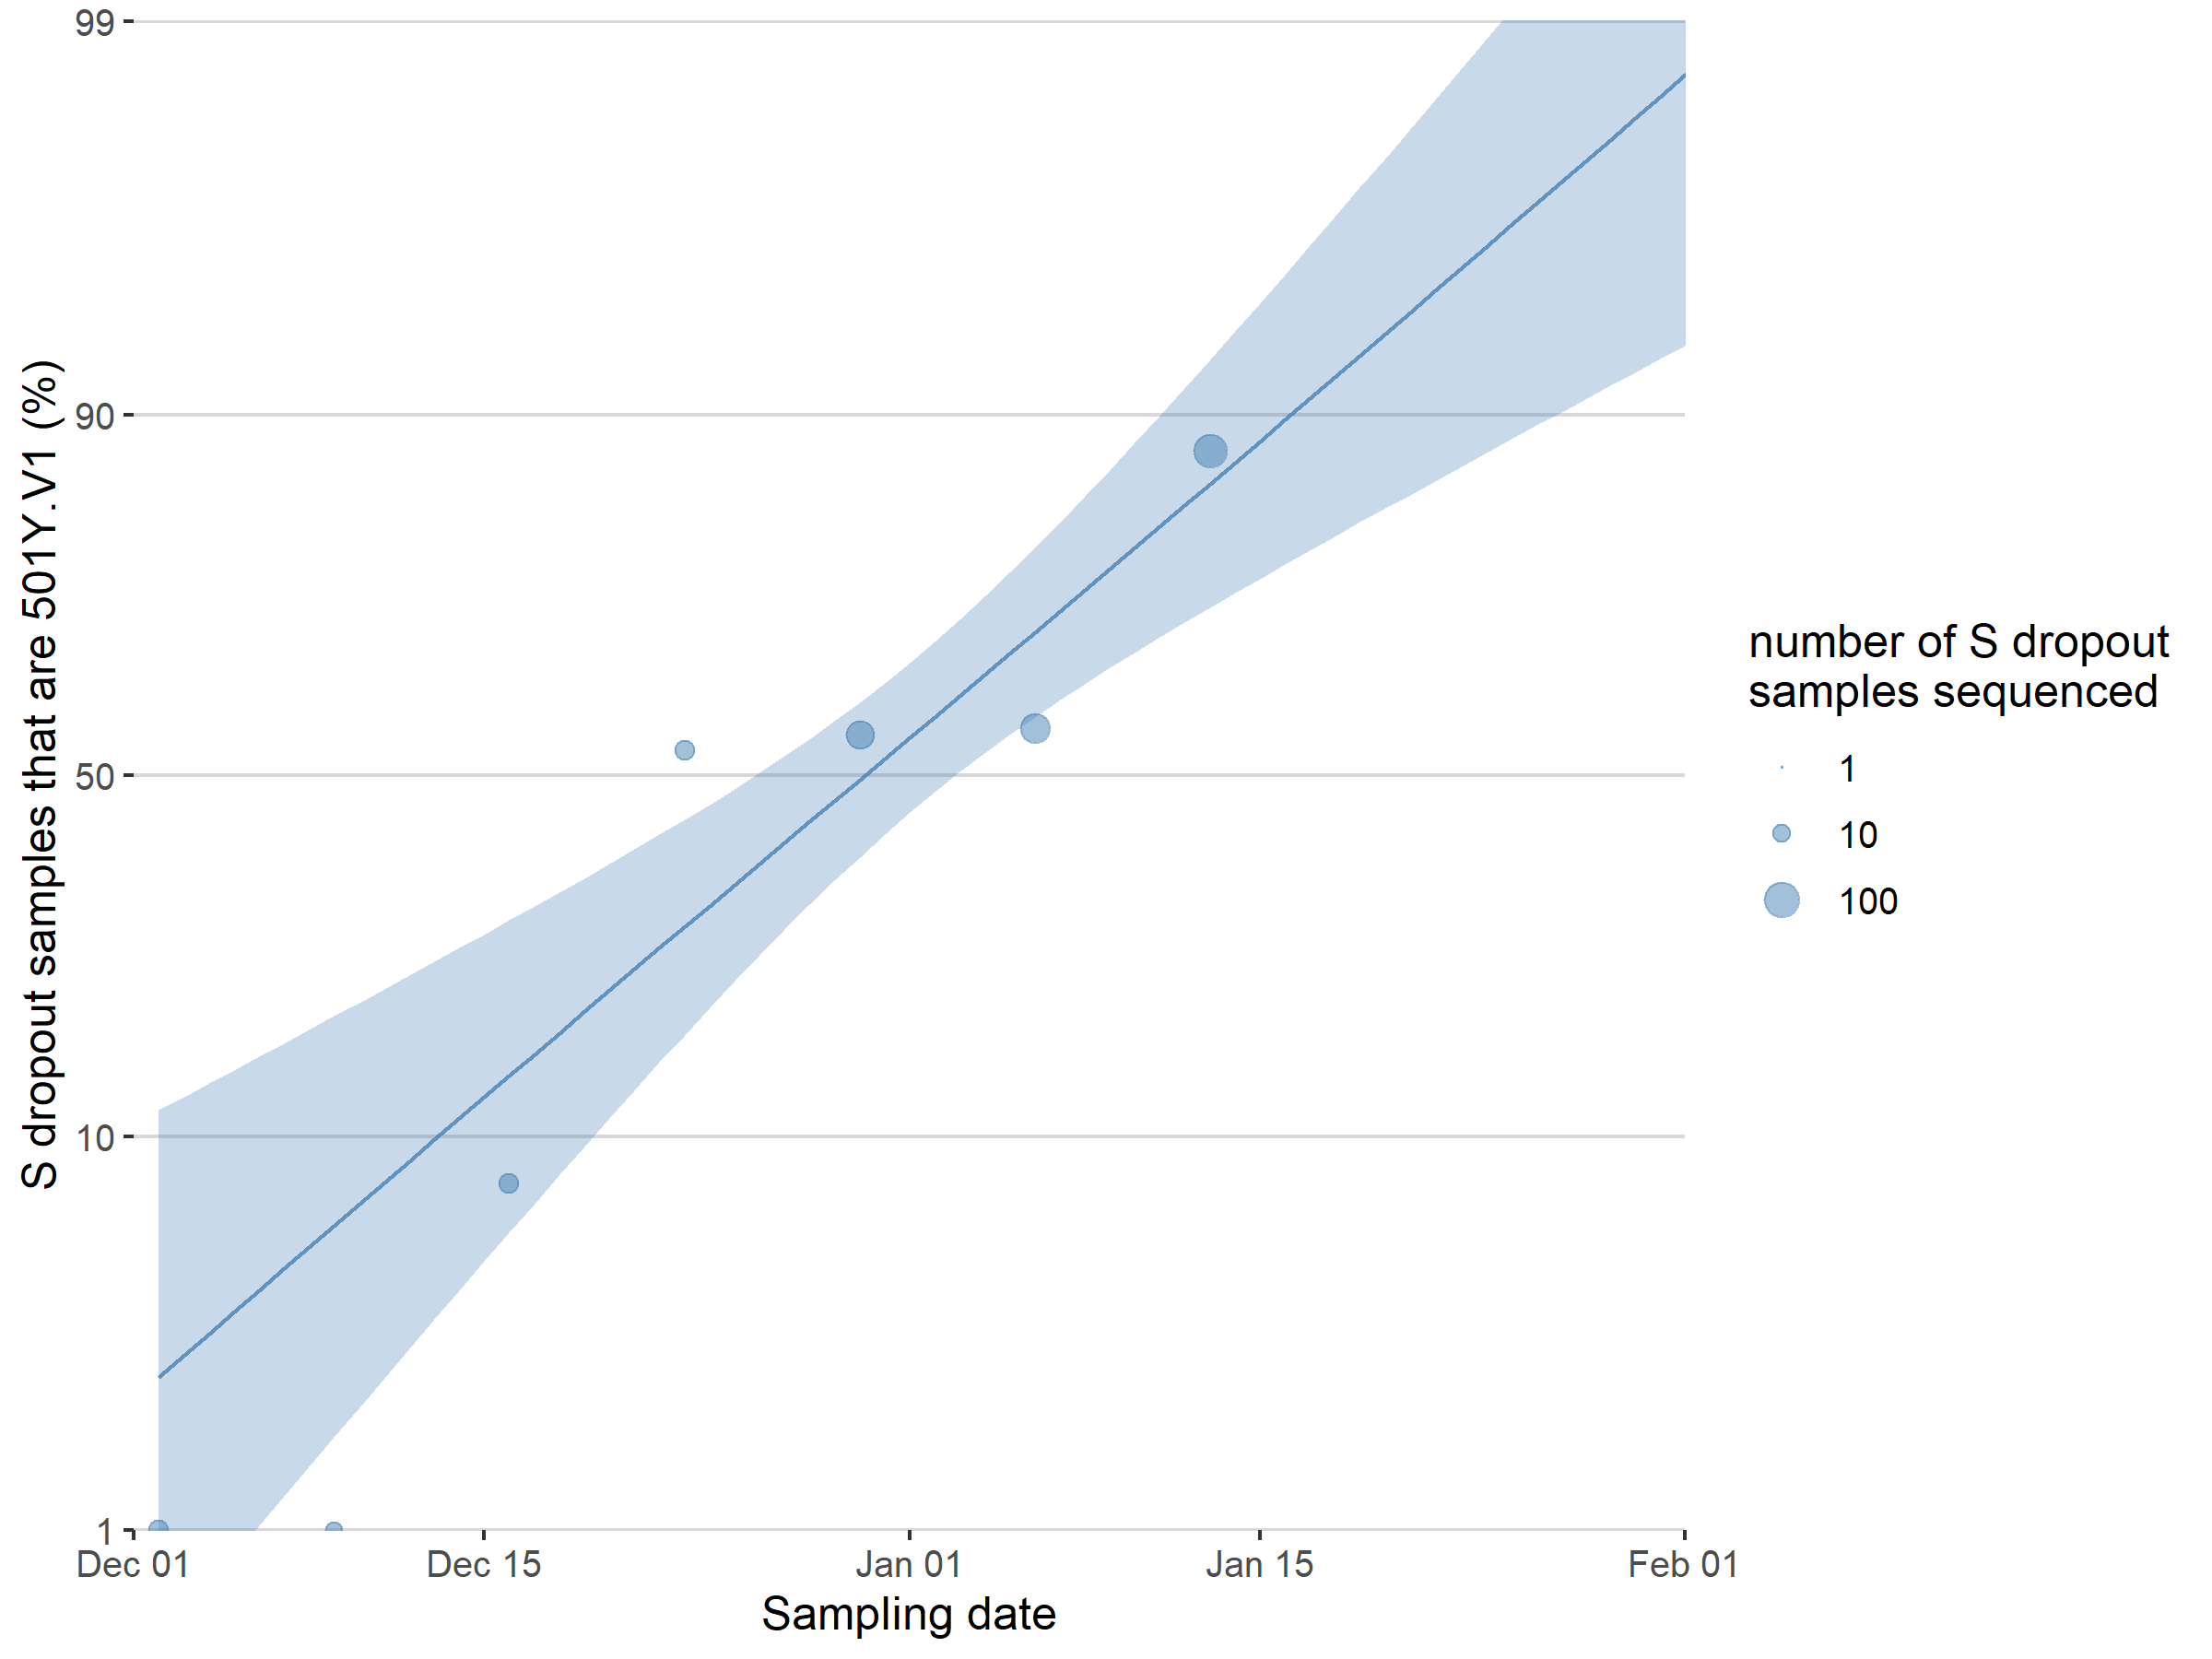 99
90
50
10
1
S dropout samples that are 501Y.V1 (%)
Dec 01
Dec 15
Jan 01
Jan 15
Feb 01
Sampling date
number of S dropout
samples sequenced
1
10
100